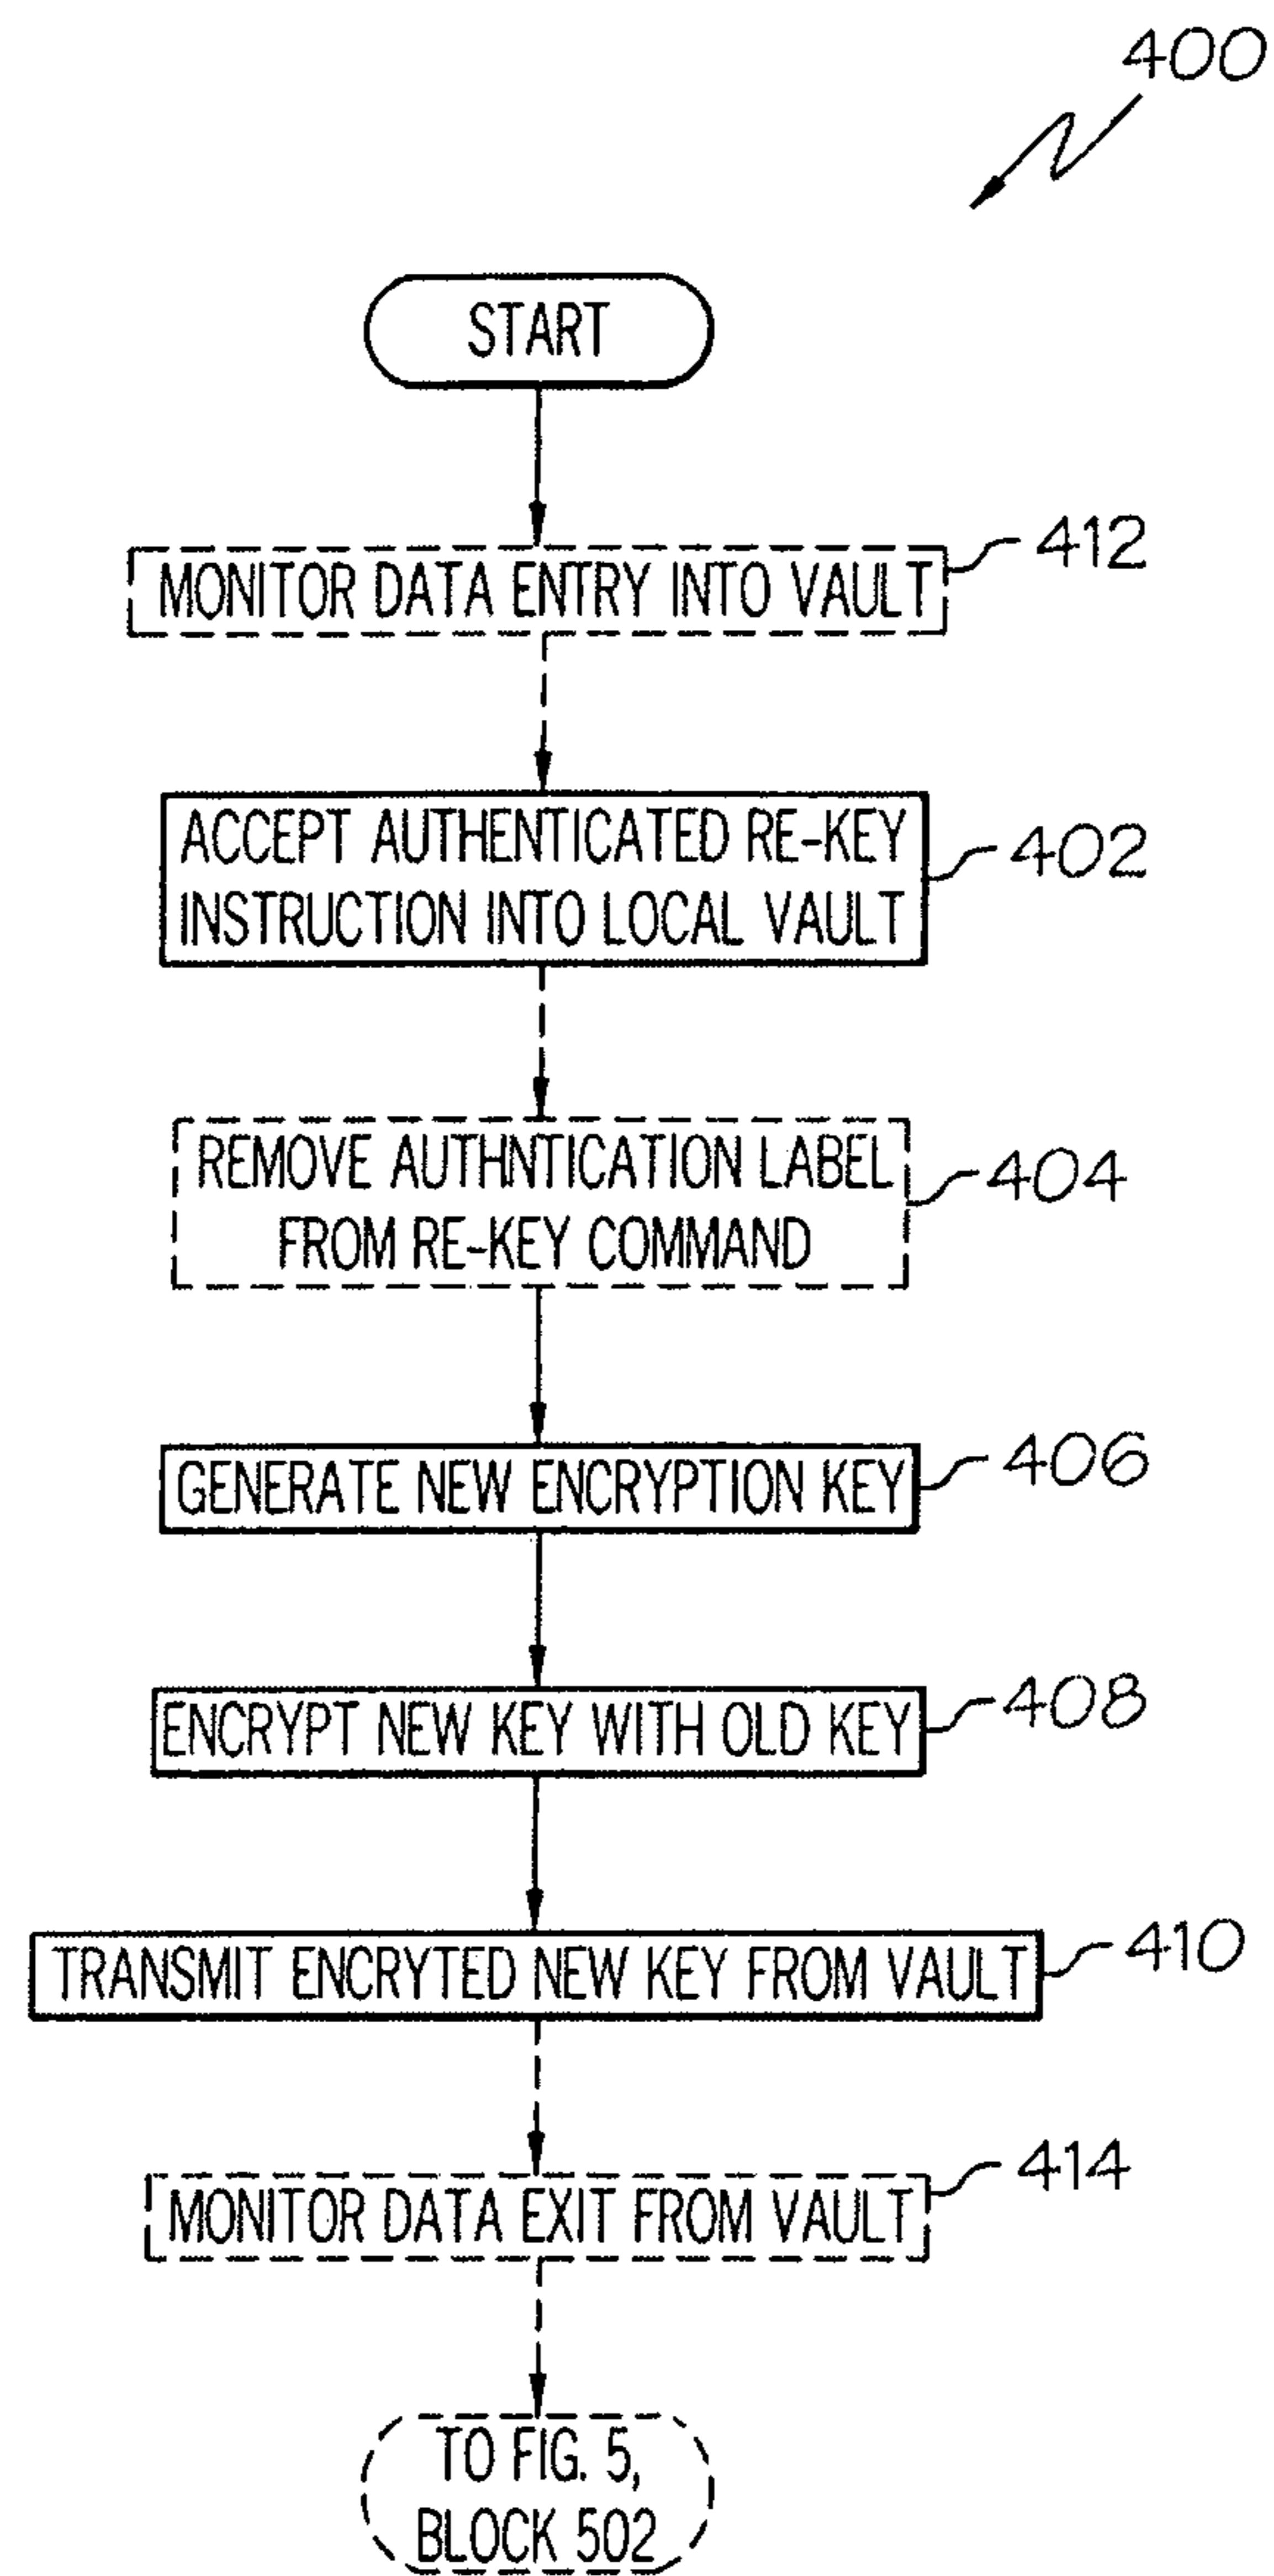 400
START
MONITOR DATA ENTRY INTO VAULT
412
ACCEPT AUTHENTICATED RE-KEY
INSTRUCTION INTO LOCAL VAULT
402
REMOVE AUTHNTICATION LABEL
FROM RE-KEY COMMAND
404
GENERATE NEW ENCRYPTION KEY
406
ENCRYPT NEW KEY WITH OLD KEY
408
TRANSMIT ENCRYTED NEW KEY FROM VAULT
410
MONITOR DATA EXIT FROM VAULT
414
TO FIG. 5,
BLOCK 502